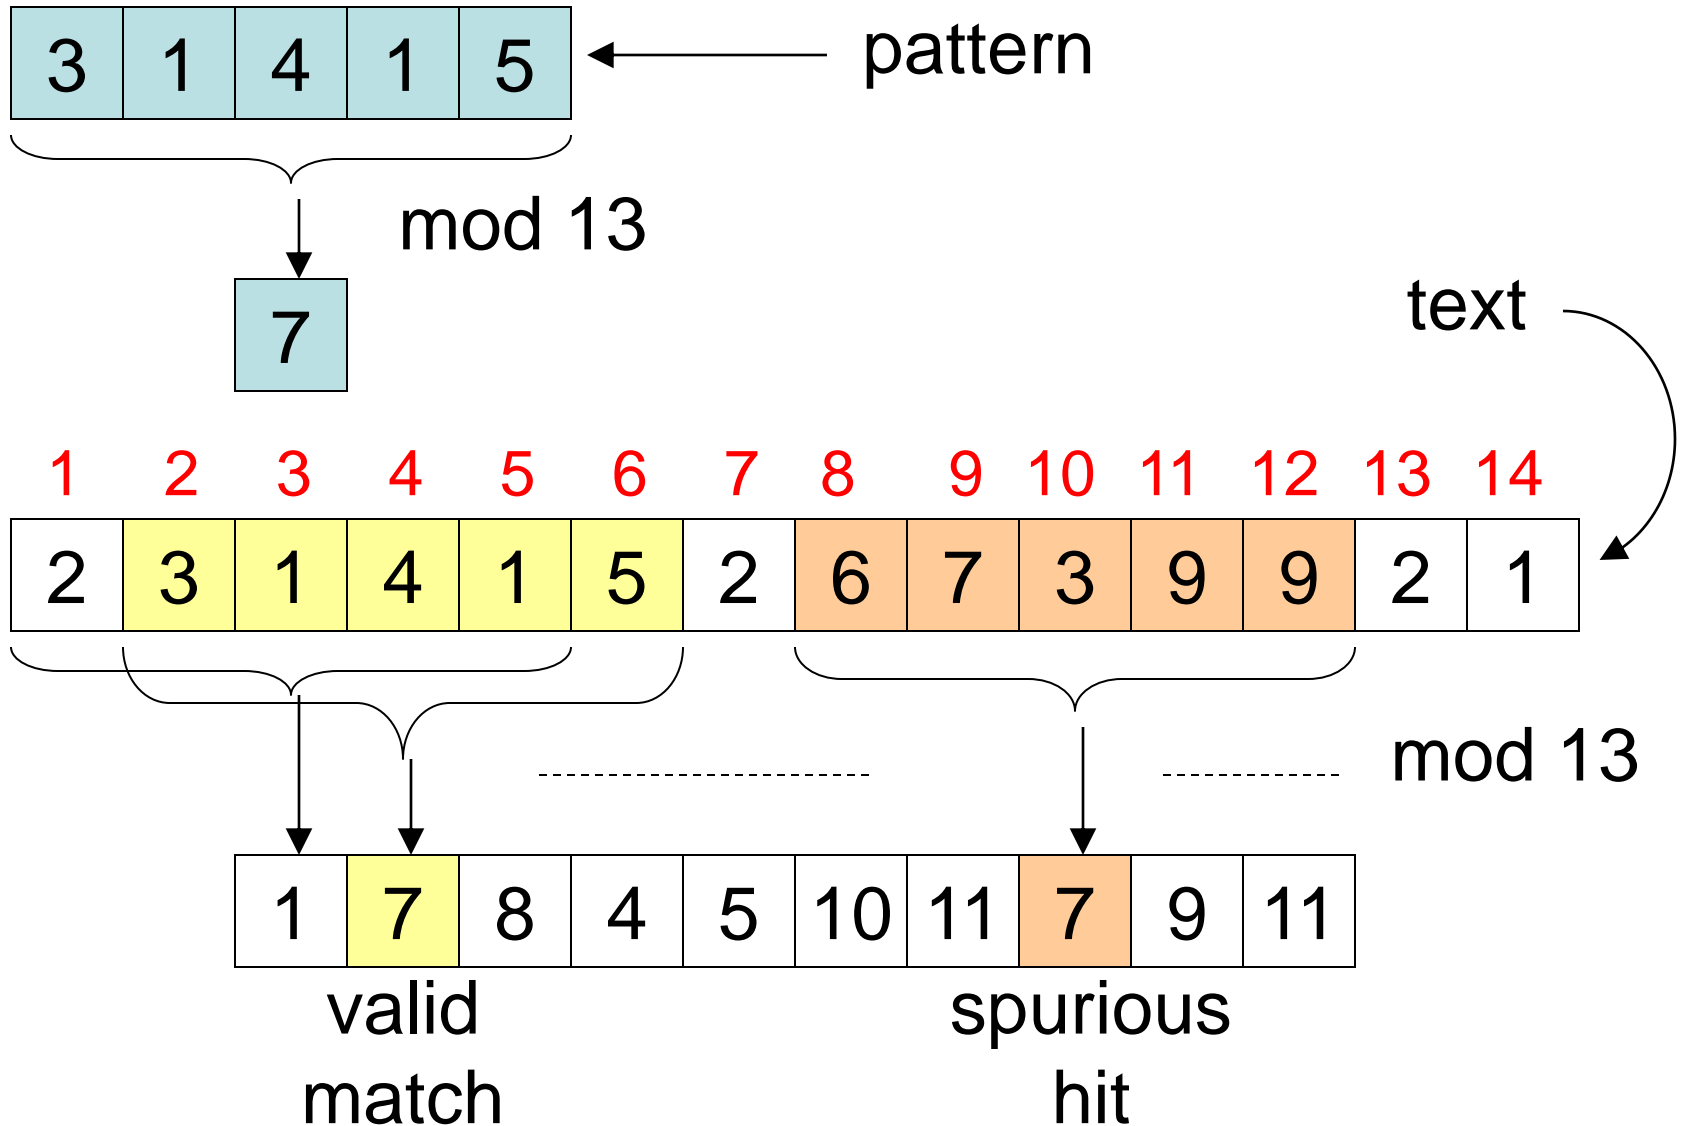 3 1 4 1 5 pattern
mod 13
7
text
1 2 3 4 5 6 7 8 9 10 11 12 13 14
2 3 1 4 1 5 2 6 7 3 9 9 2 1
mod 13
1 7 8 4 5 10 11 7 9 11
valid match
spurious hit